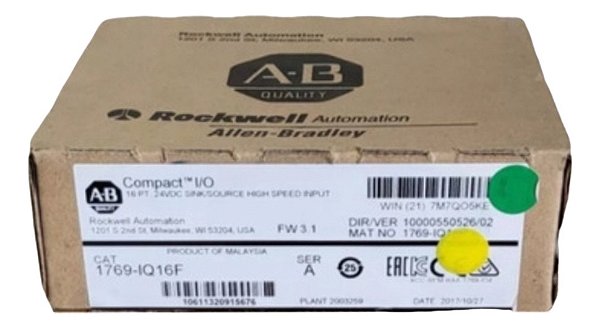 Rockwell Automation
1201 S 2nd St, Milwaukee, WI 53204, USA
A-B
QUALITY
Rockwell Automation
Allen-Bradley
A-B
Compact™ I/O
16 PT. 24VDC SINK/SOURCE HIGH SPEED INPUT
WIN (21) 7M7QO5KE
Rockwell Automation
1201 S 2nd St, Milwaukee, WI 53204, USA
FW 3.1
DIR/VER 10000550526/02
MAT NO 1769-IQ16
PRODUCT OF MALAYSIA
CAT
1769-IQ16F
SER
A
25
EAC
10611320915676
PLANT 2003259
DATE 2017/10/27